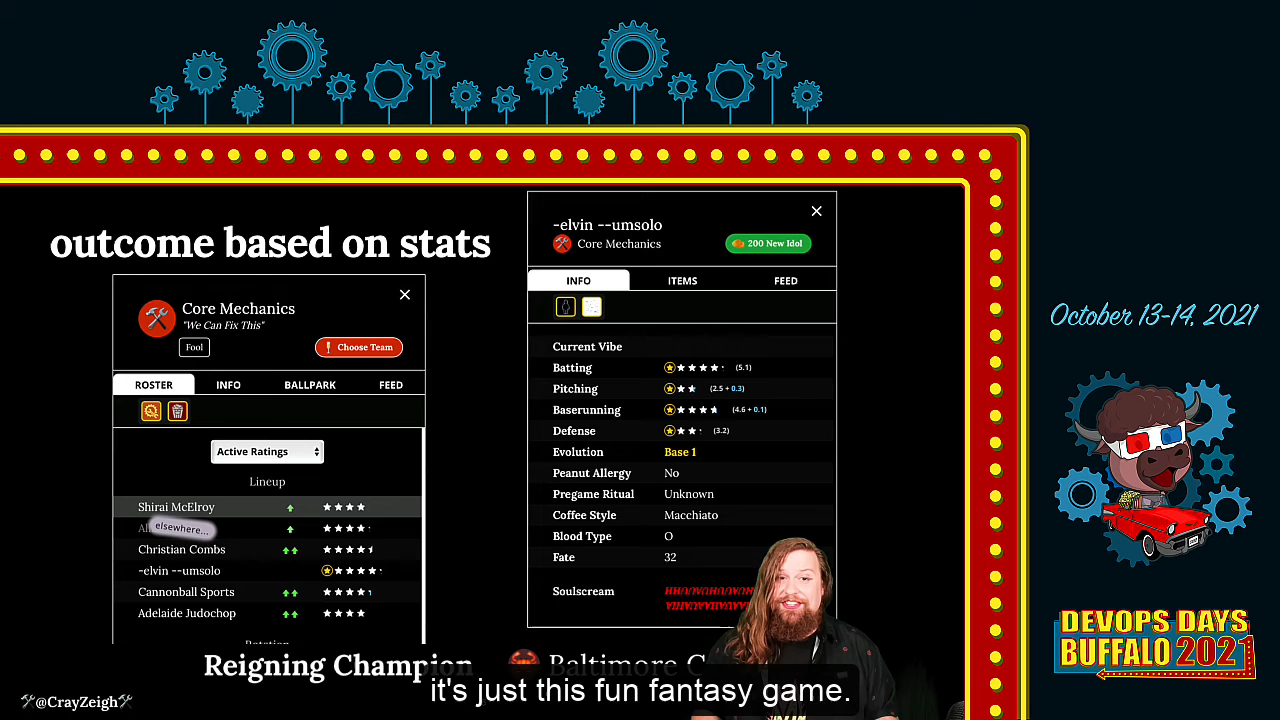 outcome based on stats
Core Mechanics
"We Can Fix This"
Fool
Choose Team
ROSTER INFO BALLPARK FEED
Active Ratings
Lineup
Shirai McElroy
elsewhere...
Christian Combs
-elvin --umsolo
Cannonball Sports
Adelaide Judochop
-elvin --umsolo
Core Mechanics
200 New Idol
INFO ITEMS FEED
Current Vibe
Batting (5.1)
Pitching (2.5 + 0.3)
Baserunning (4.6 + 0.1)
Defense (3.2)
Evolution Base 1
Peanut Allergy No
Pregame Ritual Unknown
Coffee Style Macchiato
Blood Type O
Fate 32
Soulscream
Reigning Champion Baltimore
it's just this fun fantasy game.
@CrayZeigh
October 13-14, 2021
DEVOPS DAYS
BUFFALO 2021